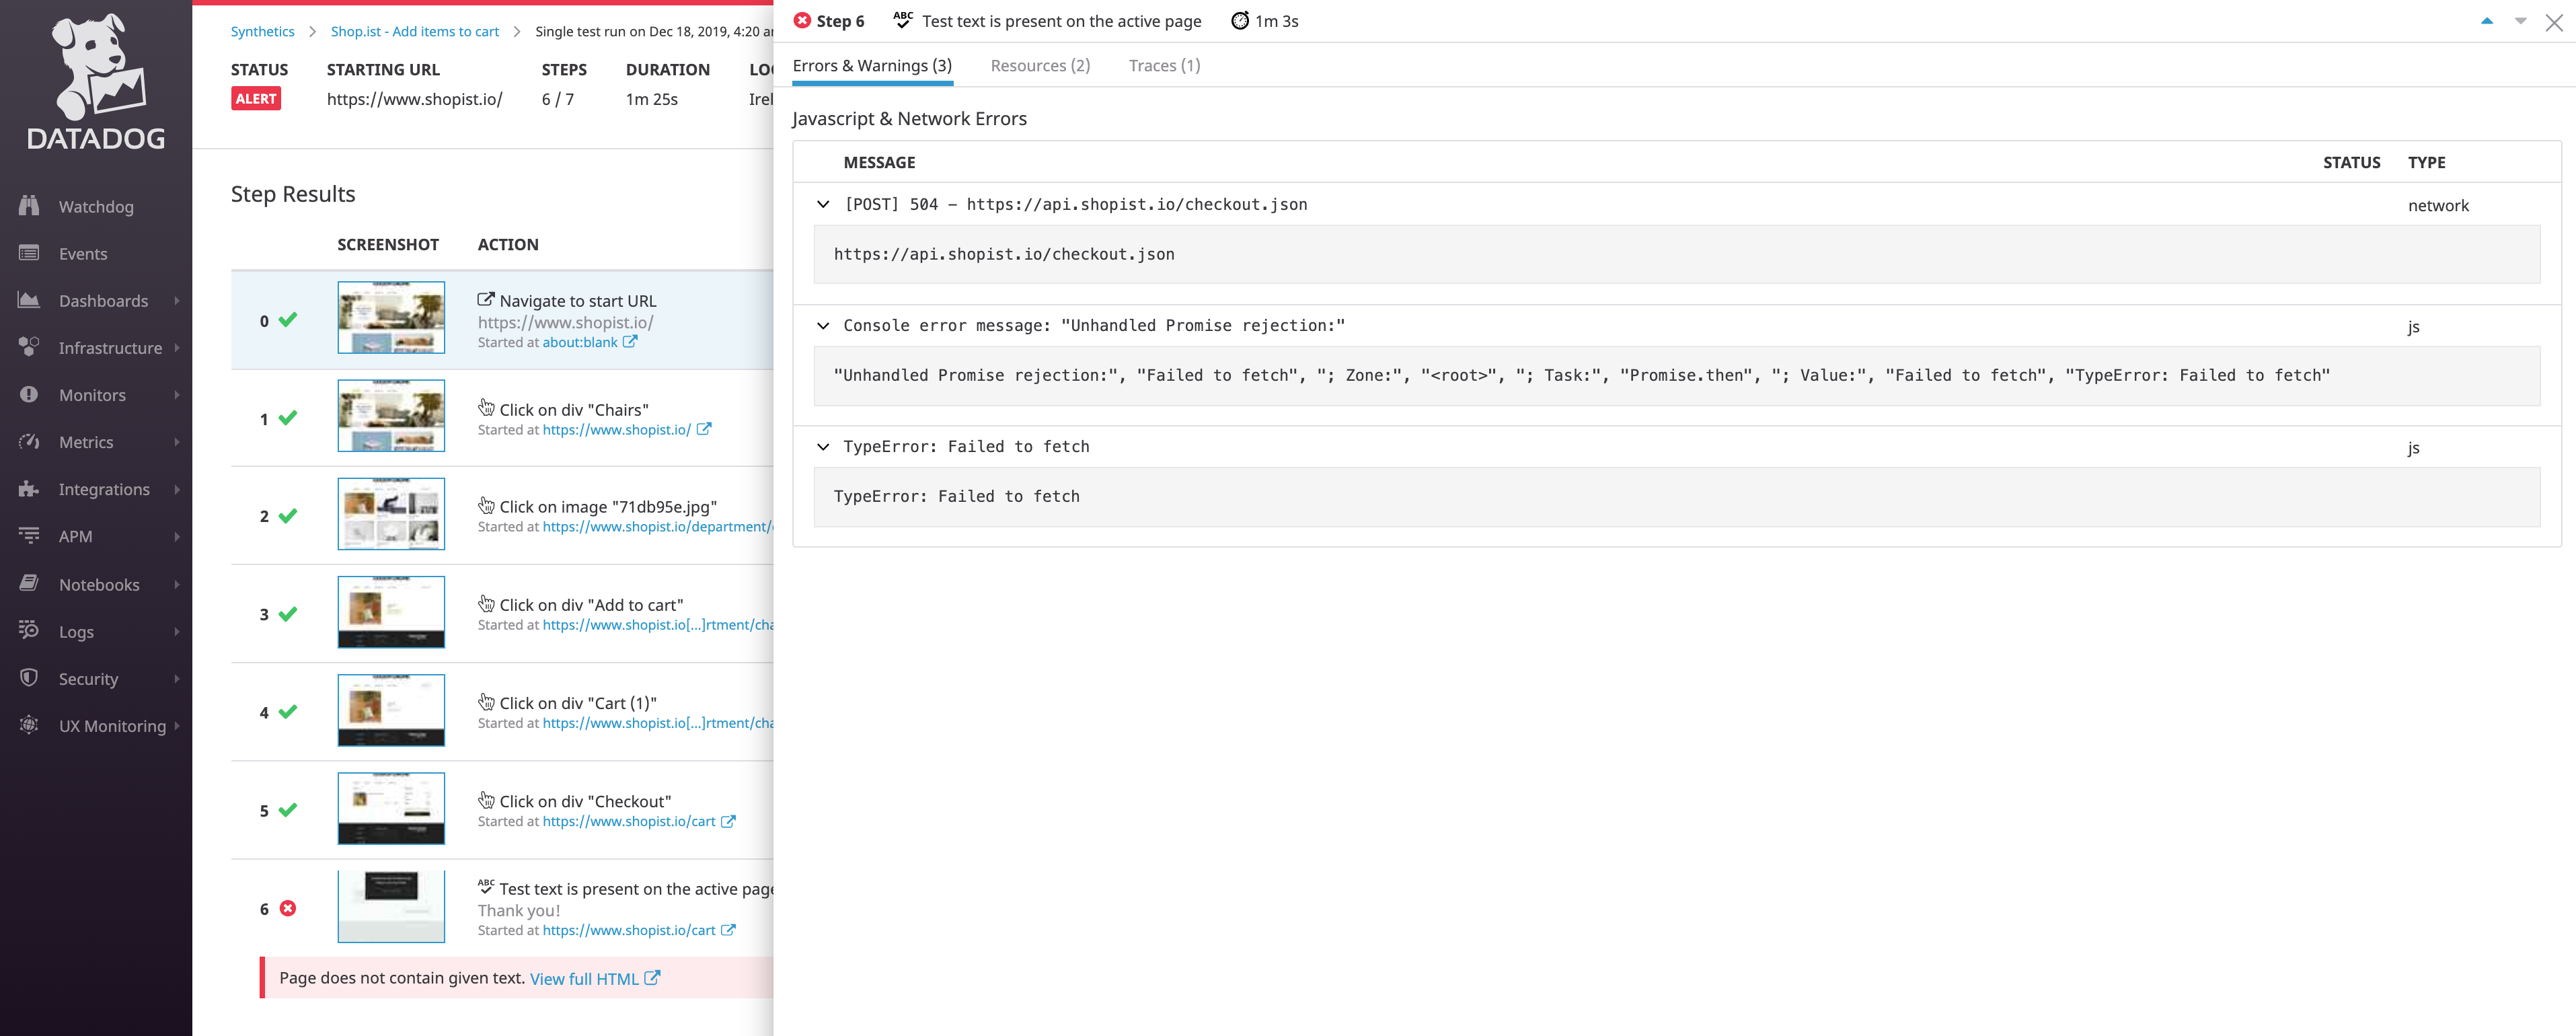 DATADOG
Watchdog
Events
Dashboards
Infrastructure
Monitors
Metrics
Integrations
APM
Notebooks
Logs
Security
UX Monitoring
Synthetics > Shop.ist - Add items to cart > Single test run on Dec 18, 2019, 4:20
STATUS STARTING URL STEPS DURATION
ALERT https://www.shopist.io/ 6 / 7 1m 25s
Step Results
SCREENSHOT ACTION
0 Navigate to start URL
https://www.shopist.io/
Started at about:blank
1 Click on div "Chairs"
Started at https://www.shopist.io/
2 Click on image "71db95e.jpg"
Started at https://www.shopist.io/department/
3 Click on div "Add to cart"
Started at https://www.shopist.io[...]rtment/cha
4 Click on div "Cart (1)"
Started at https://www.shopist.io[...]rtment/cha
5 Click on div "Checkout"
Started at https://www.shopist.io/cart
6 ABC Test text is present on the active page
Thank you!
Started at https://www.shopist.io/cart
Page does not contain given text. View full HTML
Step 6 ABC Test text is present on the active page 1m 3s
Errors & Warnings (3) Resources (2) Traces (1)
Javascript & Network Errors
MESSAGE STATUS TYPE
[POST] 504 – https://api.shopist.io/checkout.json network
https://api.shopist.io/checkout.json
Console error message: "Unhandled Promise rejection:" js
"Unhandled Promise rejection:", "Failed to fetch", "; Zone:", "<root>", "; Task:", "Promise.then", "; Value:", "Failed to fetch", "TypeError: Failed to fetch"
TypeError: Failed to fetch js
TypeError: Failed to fetch